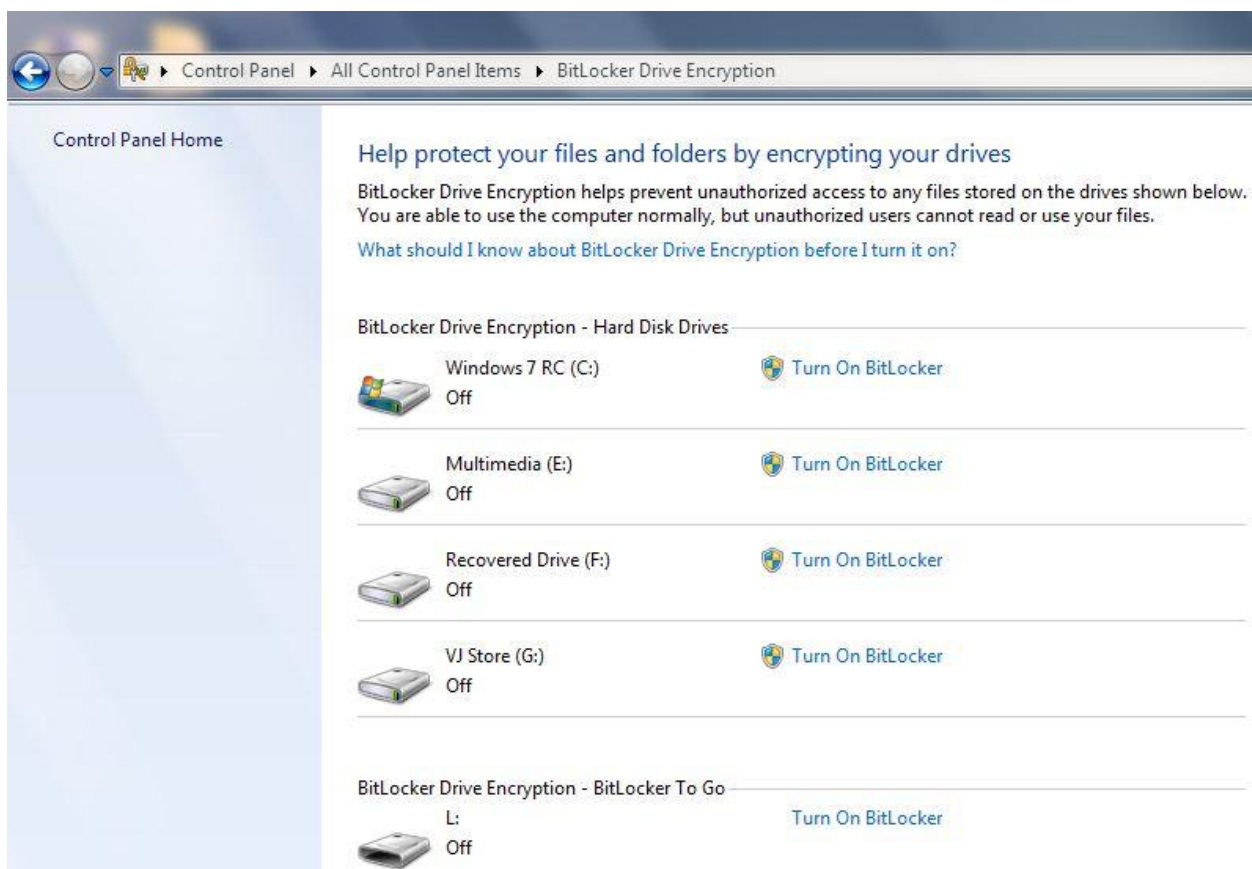 Control Panel ▸ All Control Panel Items ▸ BitLocker Drive Encryption
Control Panel Home
Help protect your files and folders by encrypting your drives
BitLocker Drive Encryption helps prevent unauthorized access to any files stored on the drives shown below.
You are able to use the computer normally, but unauthorized users cannot read or use your files.
What should I know about BitLocker Drive Encryption before I turn it on?
BitLocker Drive Encryption - Hard Disk Drives
Windows 7 RC (C:) Turn On BitLocker
Off
Multimedia (E:) Turn On BitLocker
Off
Recovered Drive (F:) Turn On BitLocker
Off
VJ Store (G:) Turn On BitLocker
Off
BitLocker Drive Encryption - BitLocker To Go
L: Turn On BitLocker
Off